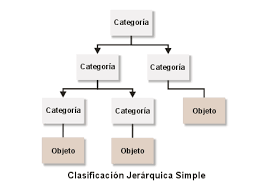 Categoría
Categoría Categoría
Categoría Categoría Objeto
Objeto Objeto
Clasificación Jerárquica Simple